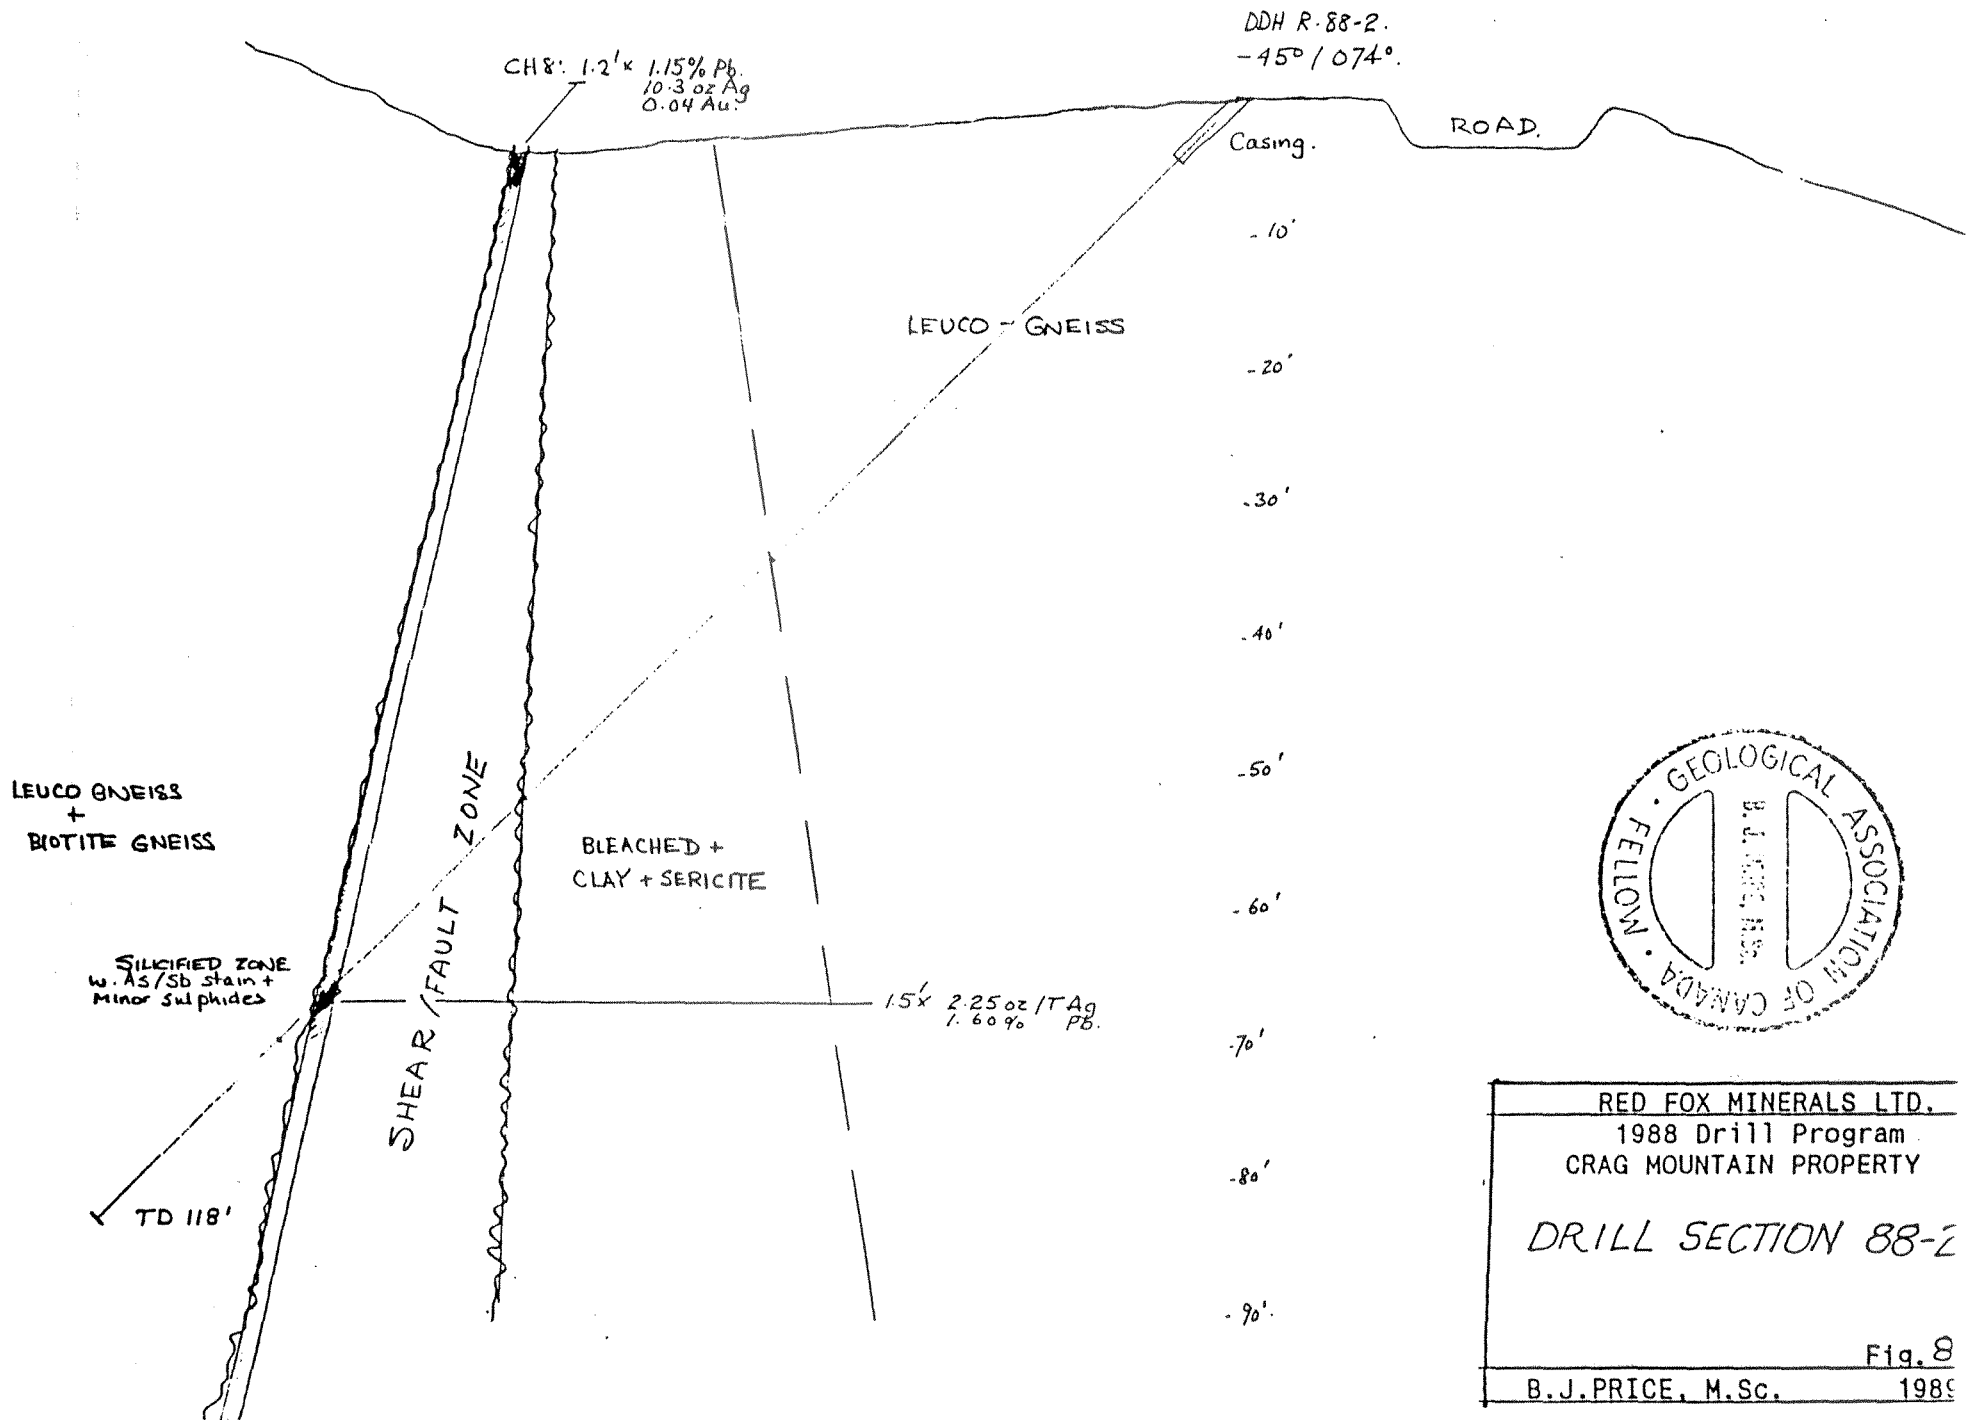 DDH R-88-2.
-45° / 074°.
CH8: 1.2' x 1.15% Pb.
10.3 oz Ag
0.04 Au.
Casing.
ROAD.
- 10'
LEUCO - GNEISS
- 20'
- 30'
- 40'
- 50'
- 60'
- 70'
- 80'
- 90'.
LEUCO GNEISS
+
BIOTITE GNEISS
SHEAR / FAULT ZONE
BLEACHED +
CLAY + SERICITE
SILICIFIED ZONE
w. AS/Sb stain +
Minor sulphides
1.5' x 2.25 oz / T Ag
1.60% Pb.
TD 118'
GEOLOGICAL ASSOCIATION OF CANADA • FELLOW •
B. J. M.Sc.
RED FOX MINERALS LTD.
1988 Drill Program
CRAG MOUNTAIN PROPERTY
DRILL SECTION 88-2
Fig. 8
B.J.PRICE, M.Sc. 1989